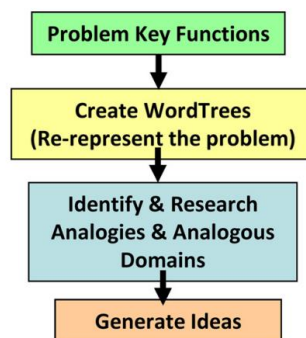 Problem Key Functions
Create WordTrees
(Re-represent the problem)
Identify & Research
Analogies & Analogous
Domains
Generate Ideas